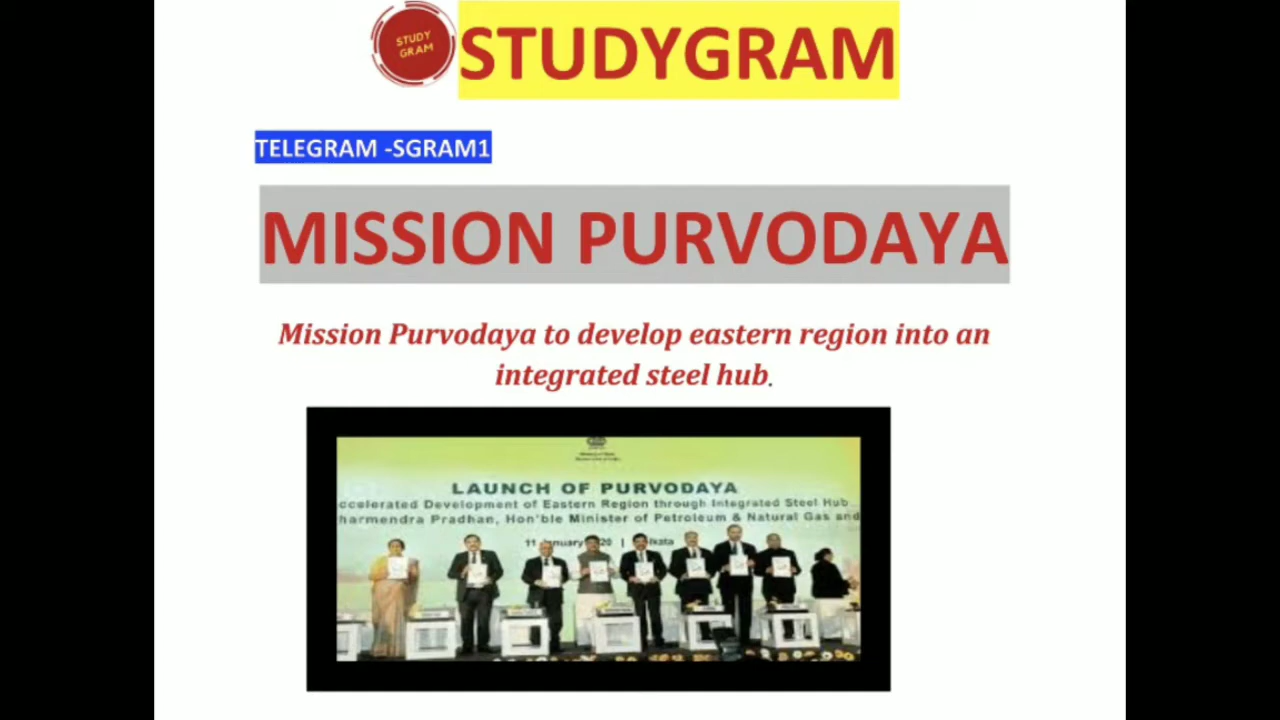 STUDY
GRAM
STUDYGRAM
TELEGRAM -SGRAM1
MISSION PURVODAYA
Mission Purvodaya to develop eastern region into an
integrated steel hub.
LAUNCH OF PURVODAYA
ccelerated Development of Eastern Region through Integrated Steel Hub
harmendra Pradhan, Hon'ble Minister of Petroleum & Natural Gas and
11 January 20 | lkata